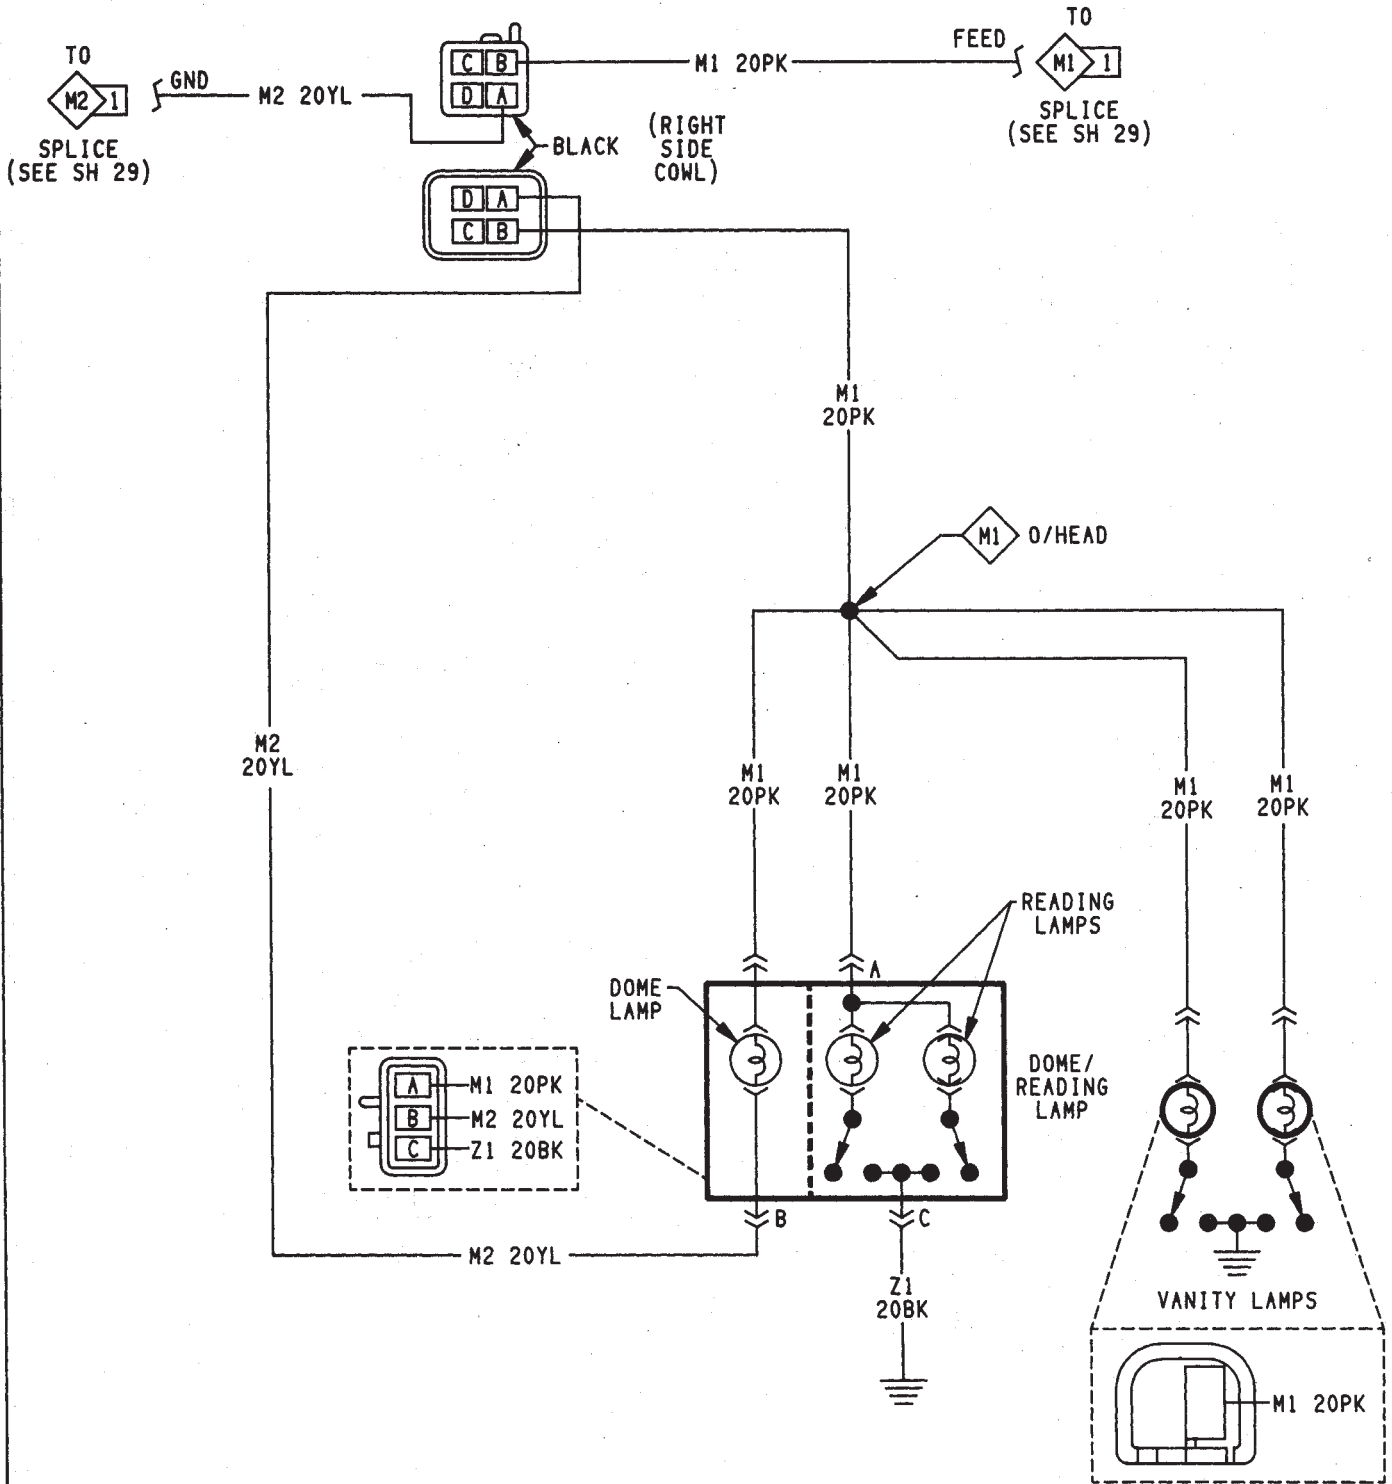 TO
M2 1
SPLICE
(SEE SH 29)
GND
M2 20YL
C B
D A
M1 20PK
FEED
TO
M1 1
SPLICE
(SEE SH 29)
BLACK
(RIGHT
SIDE
COWL)
D A
C B
M1
20PK
M1
O/HEAD
M2
20YL
M1
20PK
M1
20PK
M1
20PK
M1
20PK
READING
LAMPS
A
DOME
LAMP
DOME/
READING
LAMP
A
M1 20PK
B
M2 20YL
C
Z1 20BK
B
C
M2 20YL
Z1
20BK
VANITY LAMPS
M1 20PK